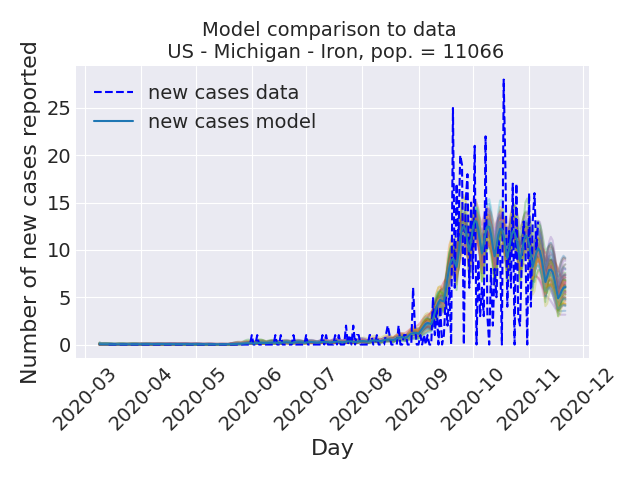 Model comparison to data
US - Michigan - Iron, pop. = 11066
Number of new cases reported
25
20
15
10
5
0
new cases data
new cases model
2020-03
2020-04
2020-05
2020-06
2020-07
2020-08
2020-09
2020-10
2020-11
2020-12
Day